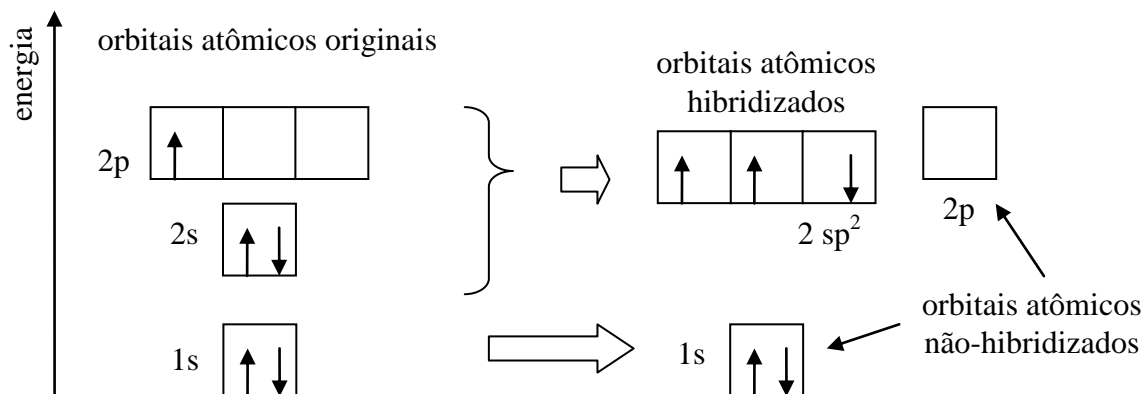 energia
orbitais atômicos originais
2p
2s
1s
orbitais atômicos
hibridizados
2 sp²
2p
1s
orbitais atômicos
não-hibridizados